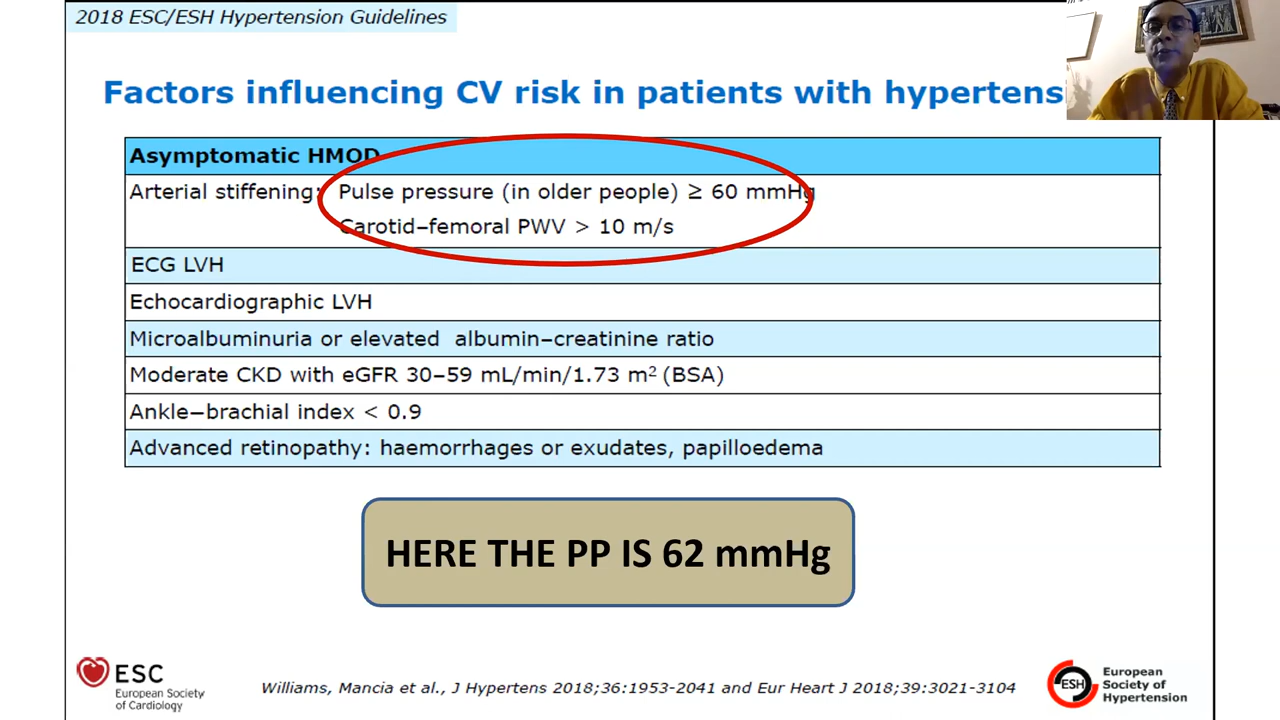 2018 ESC/ESH Hypertension Guidelines
Factors influencing CV risk in patients with hypertens
Asymptomatic HMOD
Arterial stiffening: Pulse pressure (in older people) ≥ 60 mmHg
Carotid–femoral PWV > 10 m/s
ECG LVH
Echocardiographic LVH
Microalbuminuria or elevated albumin–creatinine ratio
Moderate CKD with eGFR 30–59 mL/min/1.73 m² (BSA)
Ankle–brachial index < 0.9
Advanced retinopathy: haemorrhages or exudates, papilloedema
HERE THE PP IS 62 mmHg
ESC
European Society
of Cardiology
Williams, Mancia et al., J Hypertens 2018;36:1953-2041 and Eur Heart J 2018;39:3021-3104
ESH
European
Society of
Hypertension